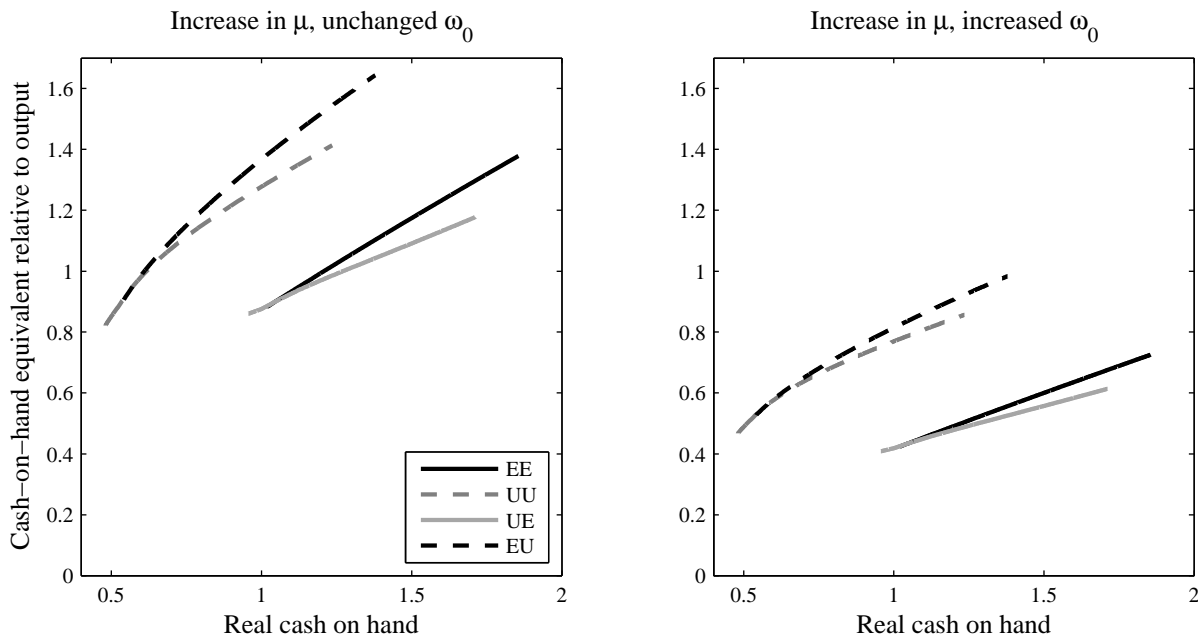 Increase in μ, unchanged ω0
Cash−on−hand equivalent relative to output
1.6
1.4
1.2
1
0.8
0.6
0.4
0.2
0
0.5
1
1.5
2
Real cash on hand
EE
UU
UE
EU
Increase in μ, increased ω0
1.6
1.4
1.2
1
0.8
0.6
0.4
0.2
0
0.5
1
1.5
2
Real cash on hand